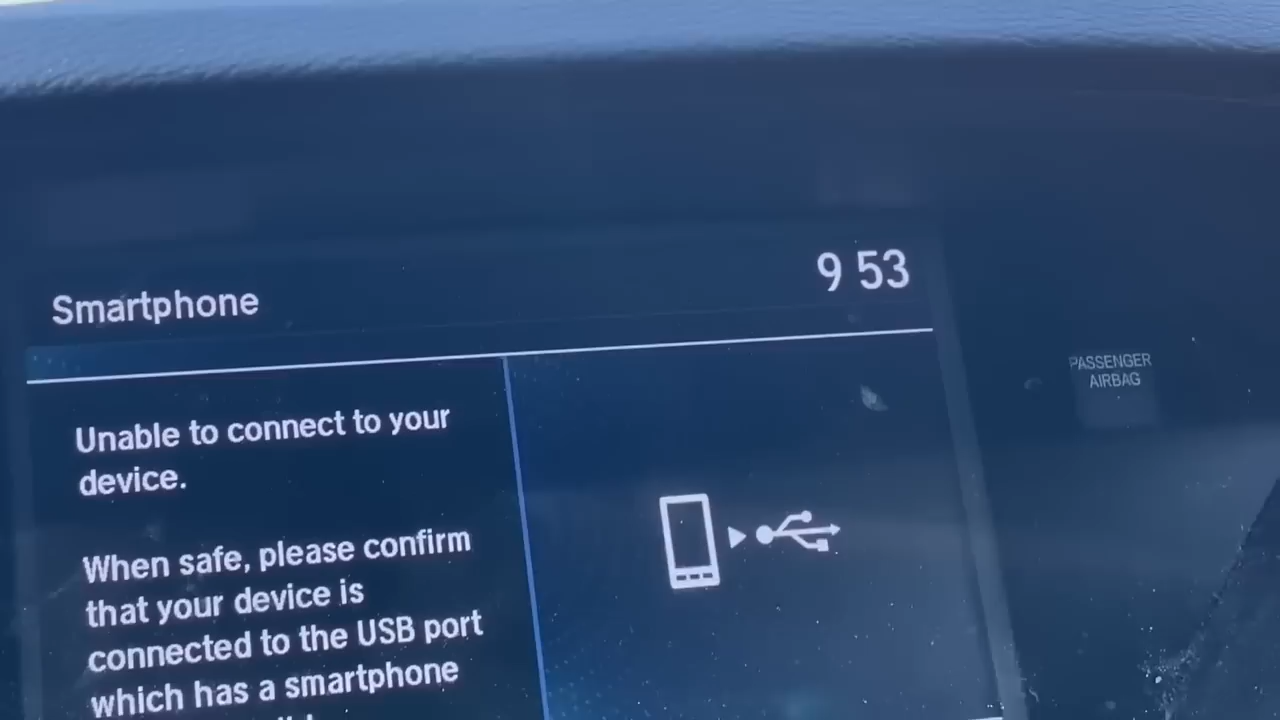 Smartphone
9 53
PASSENGER
AIRBAG
Unable to connect to your
device.
When safe, please confirm
that your device is
connected to the USB port
which has a smartphone